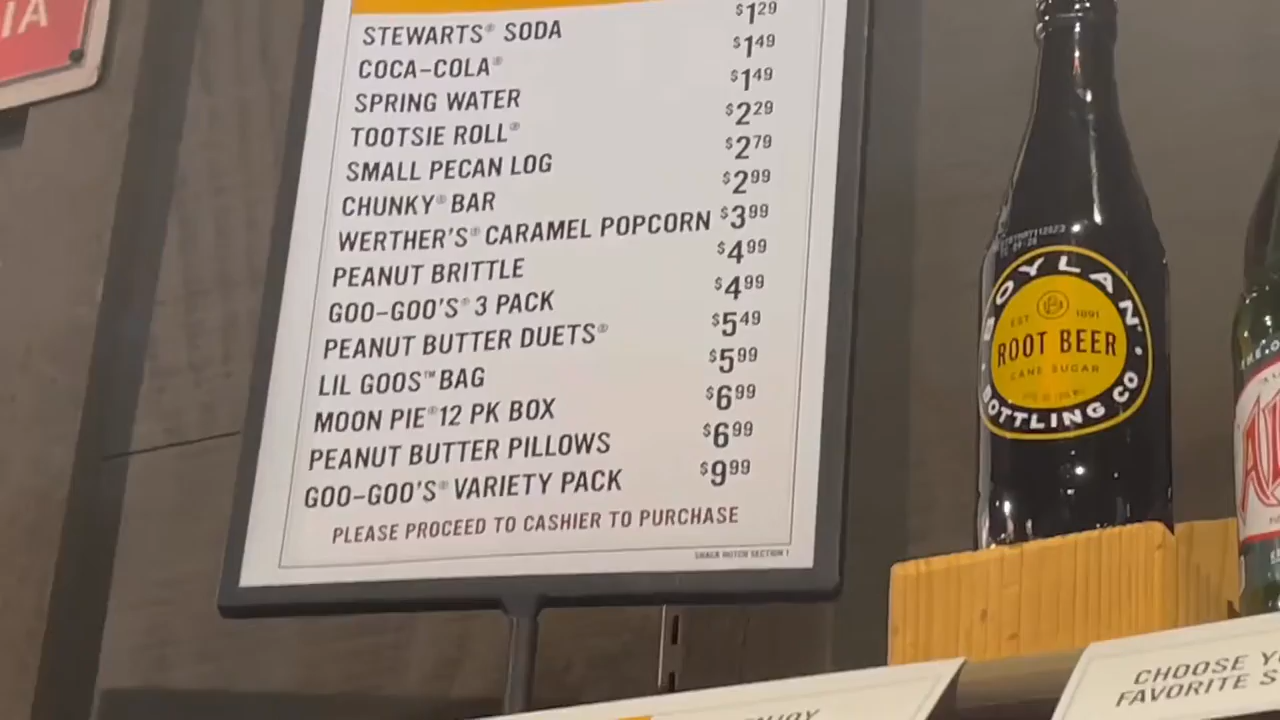 IA
STEWARTS® SODA $1.29
COCA-COLA® $1.49
SPRING WATER $1.49
TOOTSIE ROLL® $2.29
SMALL PECAN LOG $2.79
CHUNKY® BAR $2.99
WERTHER'S® CARAMEL POPCORN $3.99
PEANUT BRITTLE $4.99
GOO-GOO'S® 3 PACK $4.99
PEANUT BUTTER DUETS® $5.49
LIL GOOS™ BAG $5.99
MOON PIE® 12 PK BOX $6.99
PEANUT BUTTER PILLOWS $6.99
GOO-GOO'S® VARIETY PACK $9.99
PLEASE PROCEED TO CASHIER TO PURCHASE
BOYLAN
EST 1891
ROOT BEER
CANE SUGAR
BOTTLING CO
CHOOSE
FAVORITE